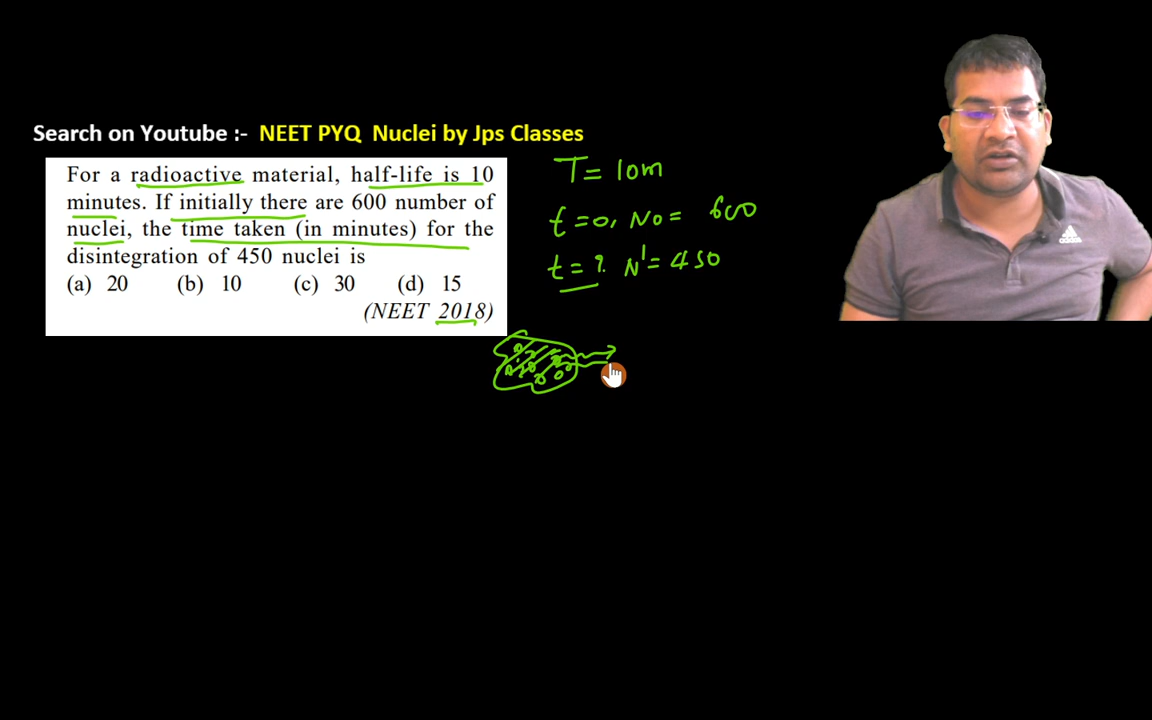 Search on Youtube :- NEET PYQ Nuclei by Jps Classes
For a radioactive material, half-life is 10
minutes. If initially there are 600 number of
nuclei, the time taken (in minutes) for the
disintegration of 450 nuclei is
(a) 20 (b) 10 (c) 30 (d) 15
(NEET 2018)
T = 10m
t = 0, N0 = 600
t = ? N' = 450
adidas